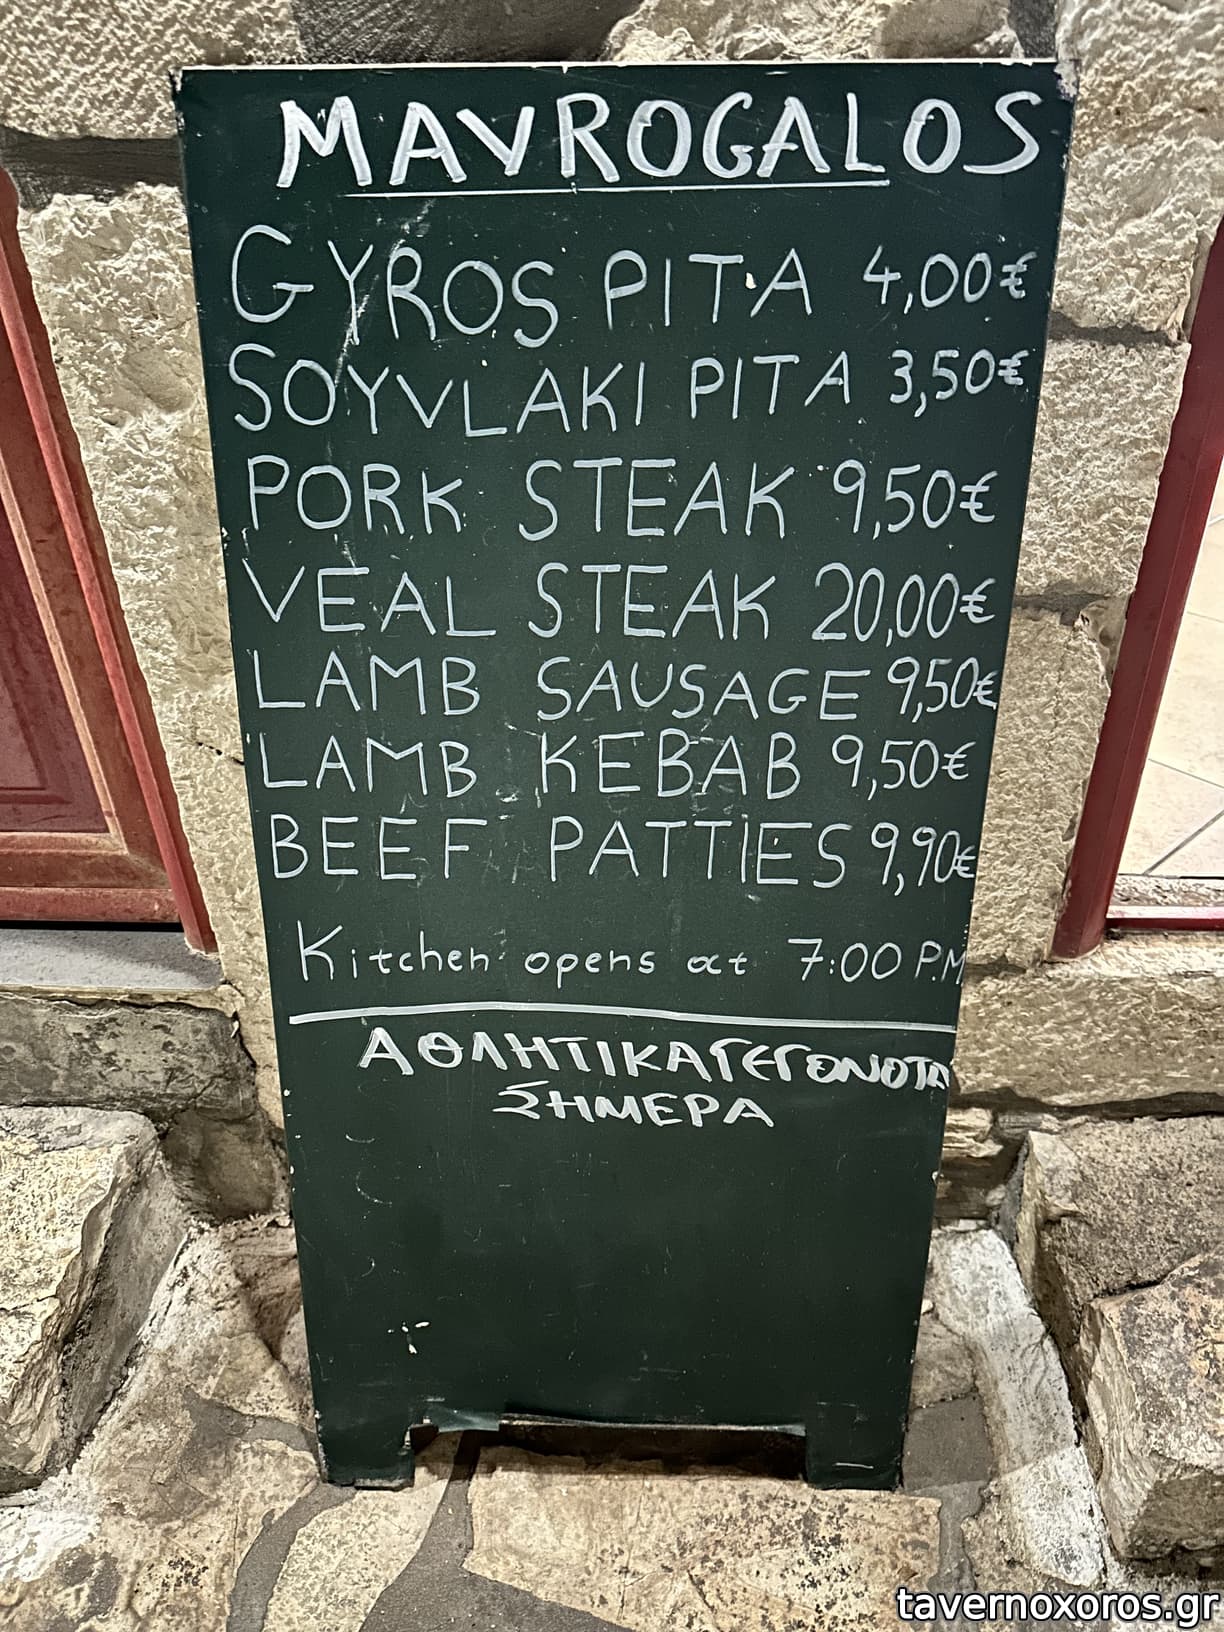 MAVROGALOS
GYROS PITA 4,00€
SOYVLAKI PITA 3,50€
PORK STEAK 9,50€
VEAL STEAK 20,00€
LAMB SAUSAGE 9,50€
LAMB KEBAB 9,50€
BEEF PATTIES 9,90€
Kitchen opens at 7:00 P.M
ΑΘΛΗΤΙΚΑ ΓΕΓΟΝΟΤΑ
ΣΗΜΕΡΑ
tavernoxoros.gr